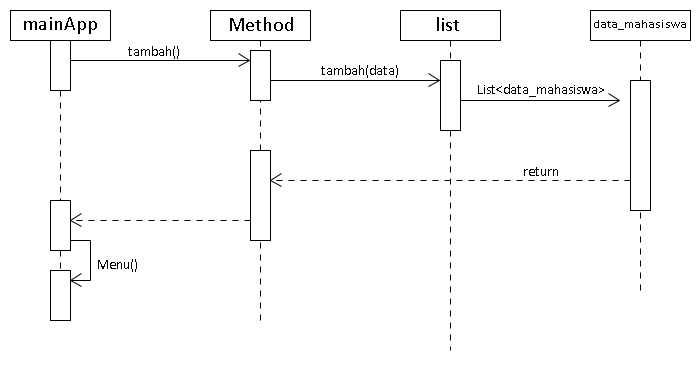 mainApp
Method
list
data_mahasiswa
tambah()
tambah(data)
List<data_mahasiswa>
return
Menu()